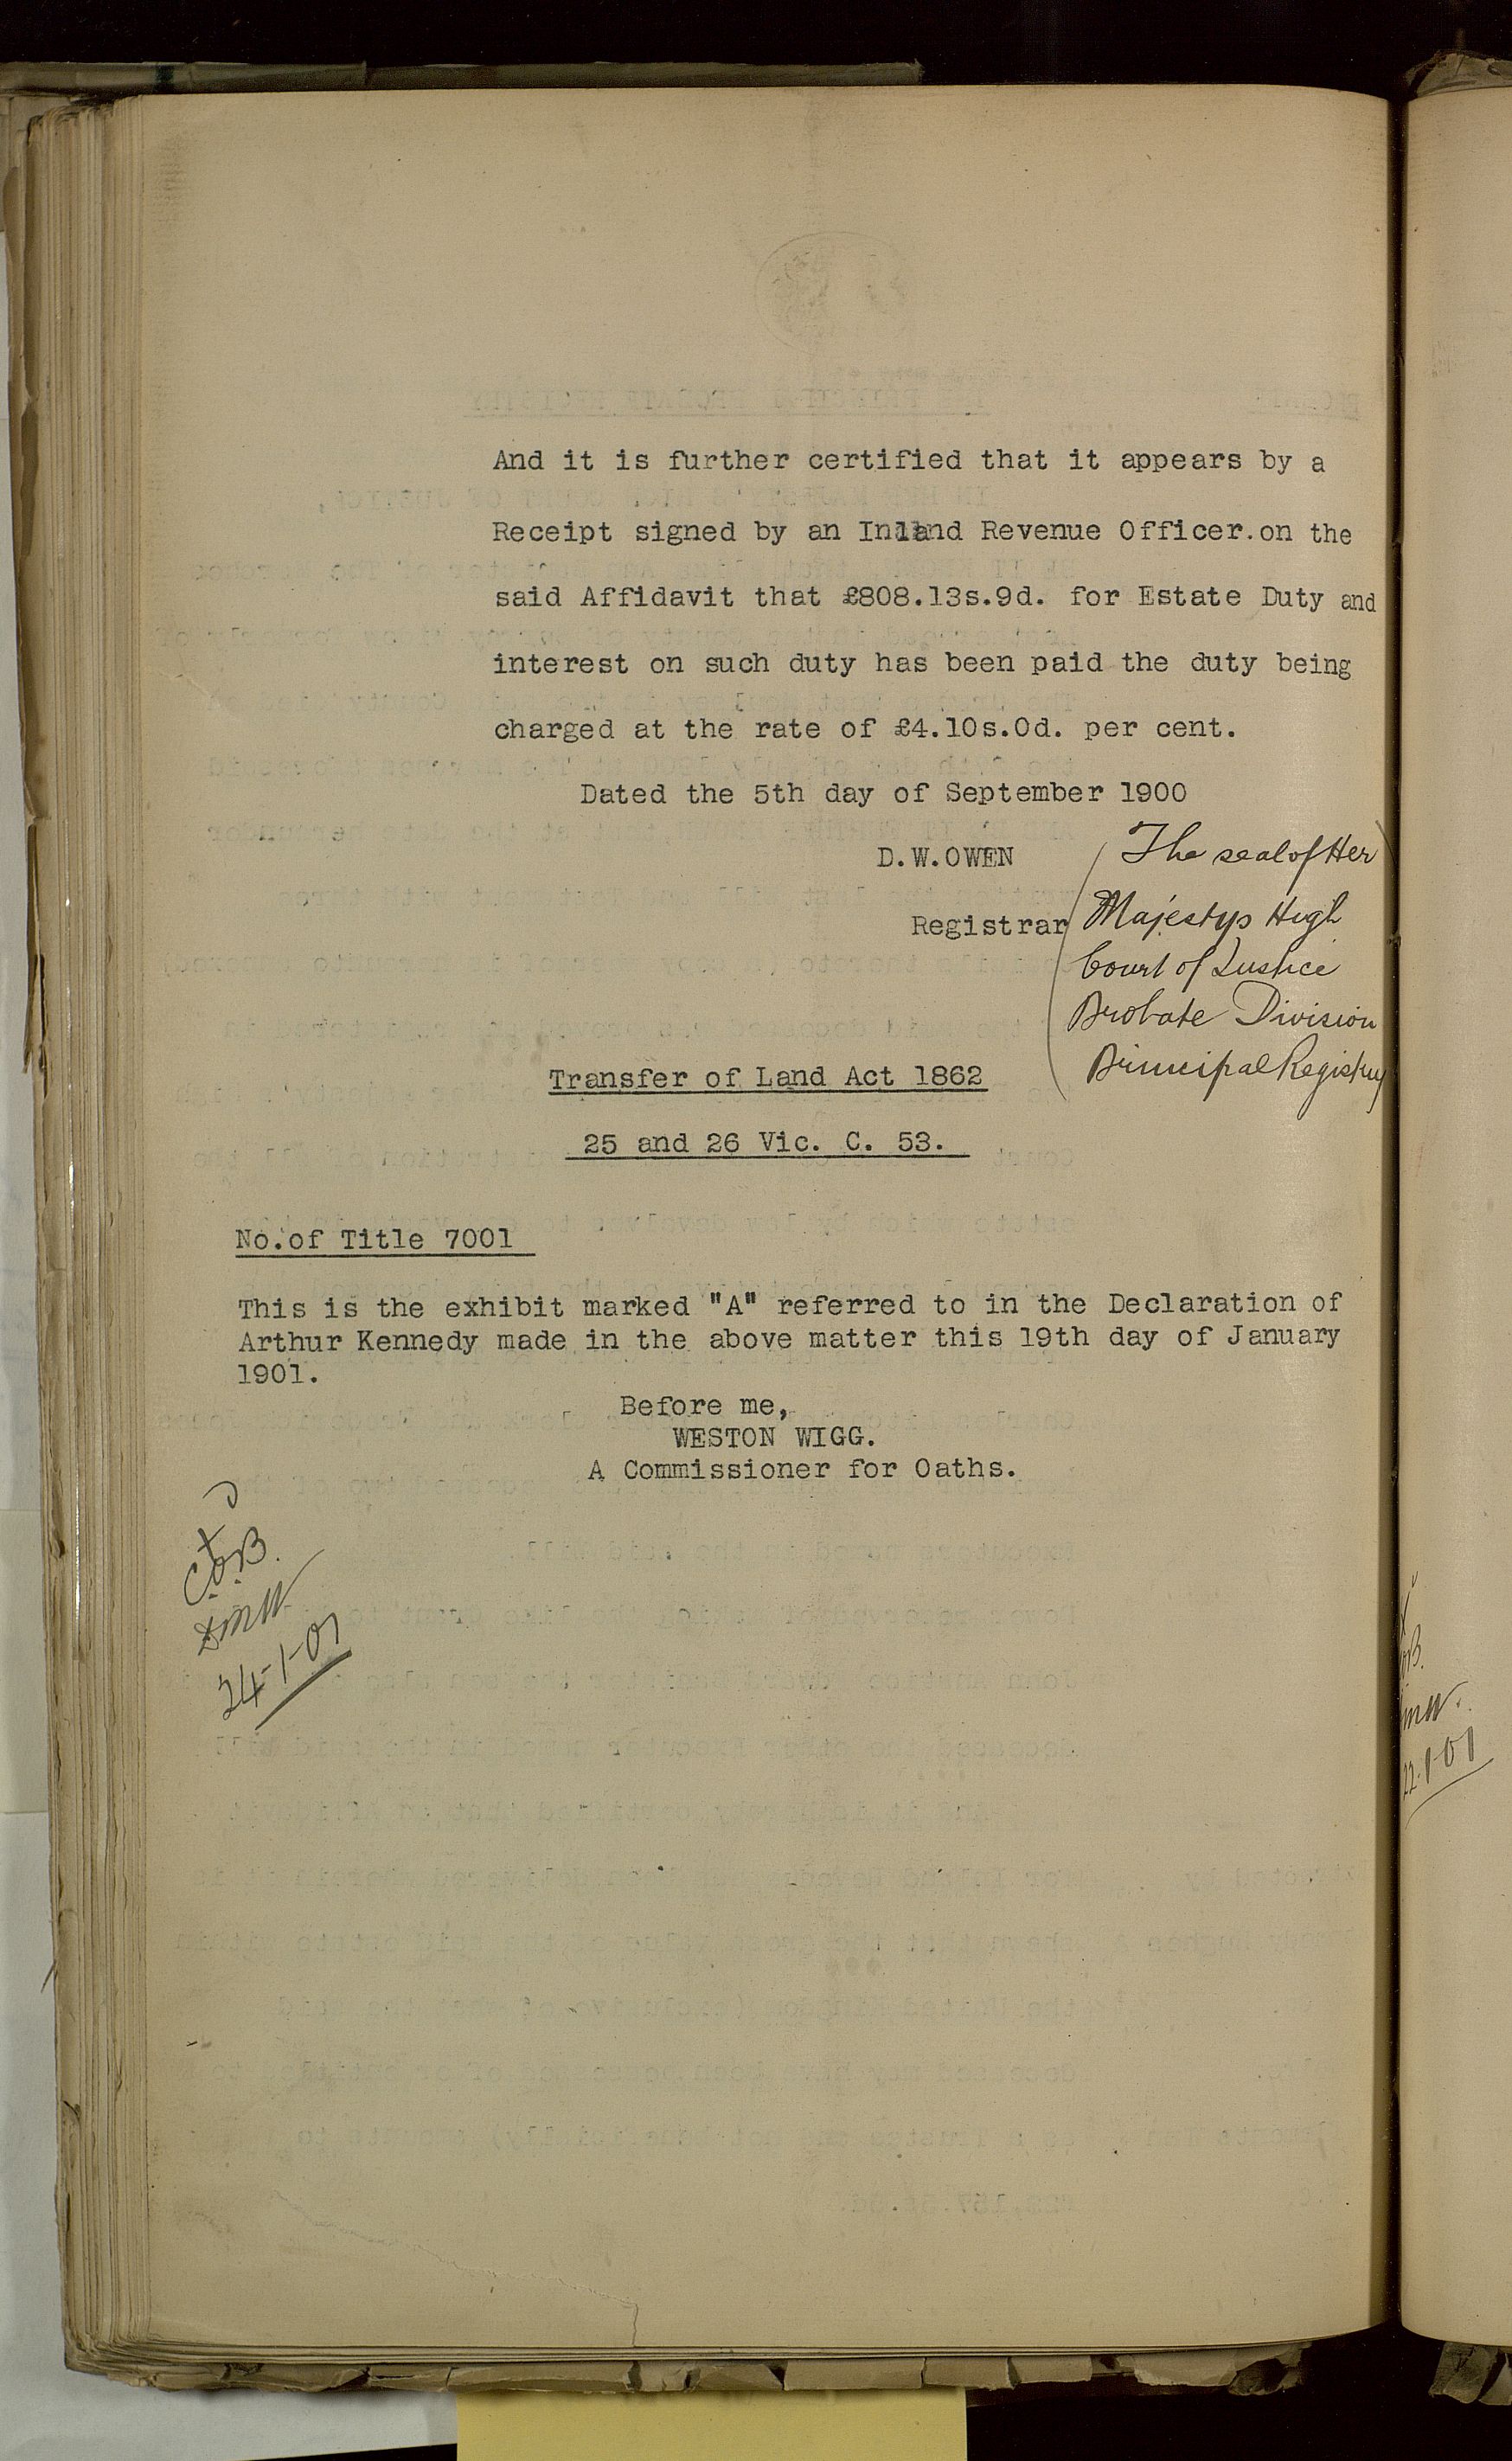 And it is further certified that it appears by a
Receipt signed by an Inland Revenue Officer.on the
said Affidavit that £808.13s.9d. for Estate Duty and
interest on such duty has been paid the duty being
charged at the rate of £4.10s.0d. per cent.
Dated the 5th day of September 1900
D.W.OWEN
Registrar
The seal of Her
Majestys High
Court of Justice
Probate Division
Principal Registry
Transfer of Land Act 1862
25 and 26 Vic. C. 53.
No.of Title 7001
This is the exhibit marked "A" referred to in the Declaration of
Arthur Kennedy made in the above matter this 19th day of January
1901.
Before me,
WESTON WIGG.
A Commissioner for Oaths.
24-1-01
22-1-01